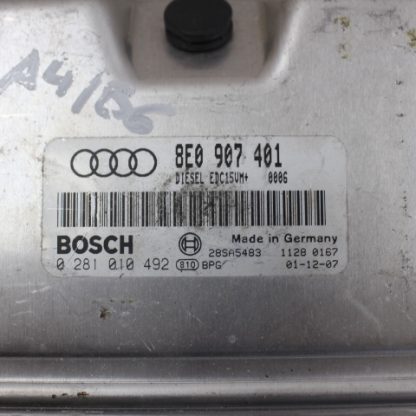 A4/B6
8E0 907 401
DIESEL EDC15VM+ 0006
BOSCH
Made in Germany
28SA5483 1128 0167
0 281 010 492 810 BPG 01-12-07